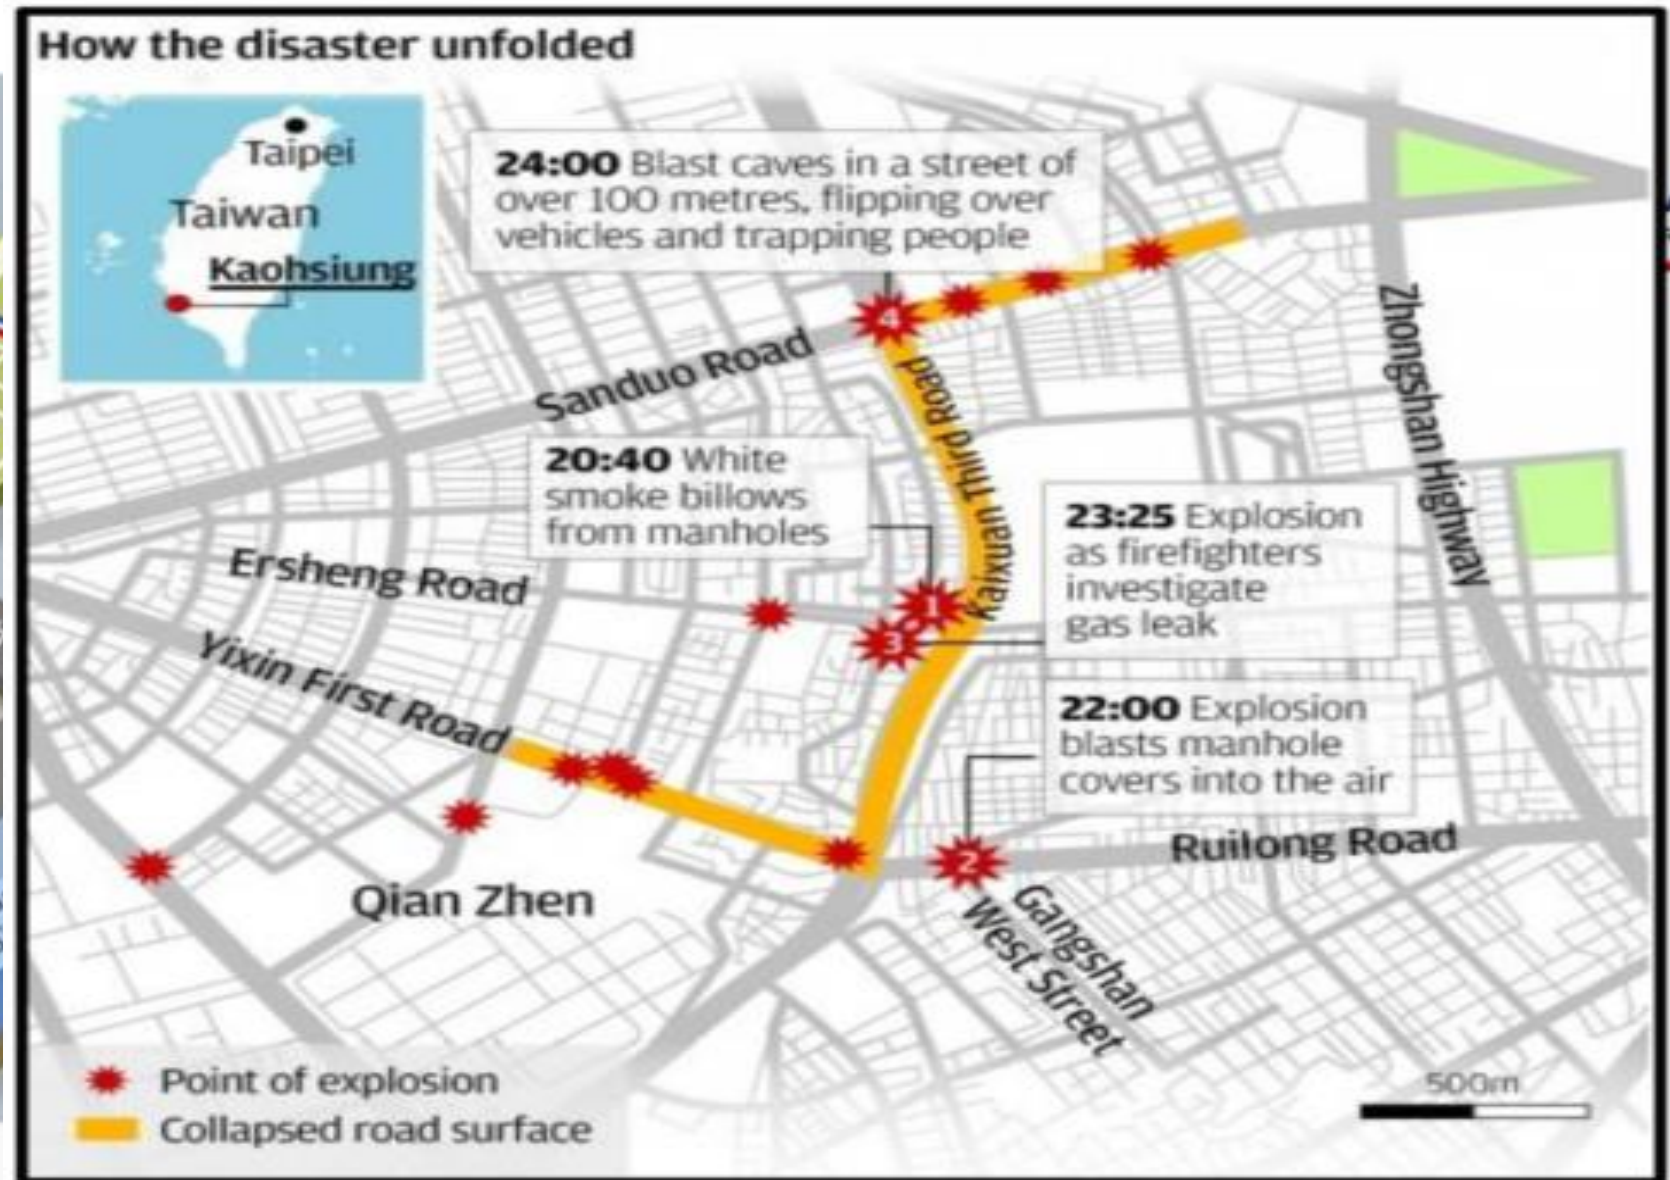 How the disaster unfolded
Taipei
Taiwan
Kaohsiung
24:00 Blast caves in a street of
over 100 metres, flipping over
vehicles and trapping people
4
Sanduo Road
Kaixuan Third Road
Zhongshan Highway
20:40 White
smoke billows
from manholes
23:25 Explosion
as firefighters
investigate
gas leak
Ersheng Road
1
3
Yixin First Road
22:00 Explosion
blasts manhole
covers into the air
Ruilong Road
2
Qian Zhen
Gangshan
West Street
Point of explosion
Collapsed road surface
500m